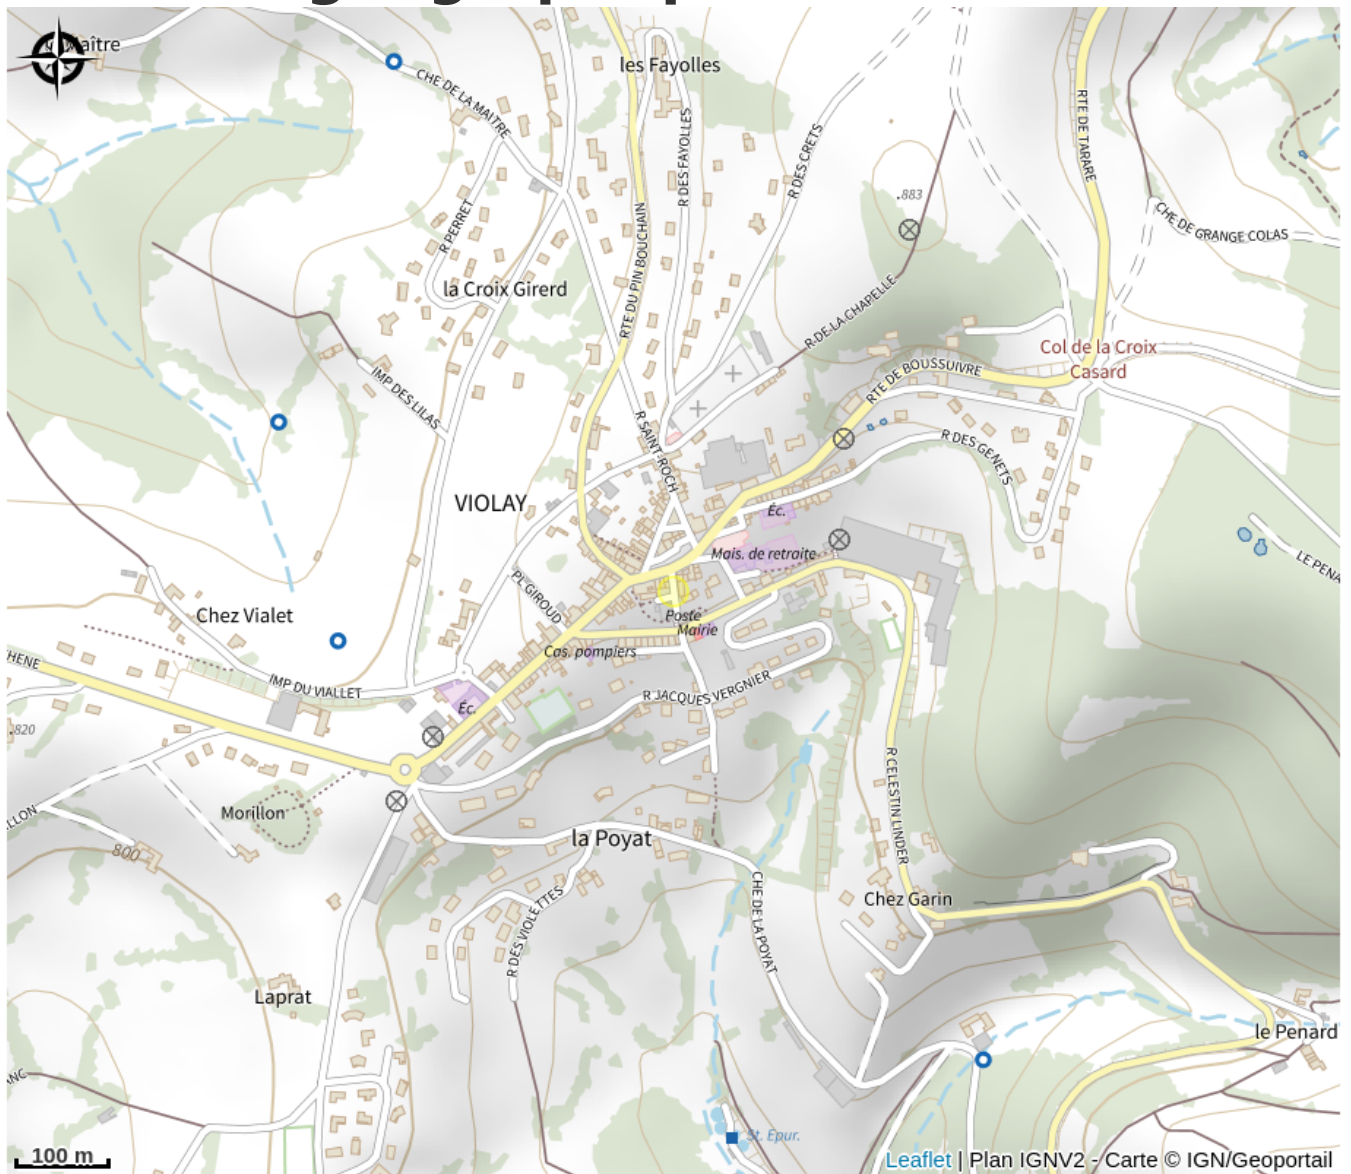 les Fayolles
CHE DE LA MAITRE
RTE DE TARARE
R DES FAYOLLES
R DES CRETS
.883
R PERRET
RTE DU PIN BOUCHAIN
CHE DE GRANGE COLAS
la Croix Girerd
R DE LA CHAPELLE
Col de la Croix
Casard
RTE DE BOUSSUIVRE
IMP DES LILAS
R SAINT-ROCH
R DES GENETS
VIOLAY
Éc.
Mais. de retraite
LE PENA
PL GIROUD
Chez Vialet
Poste
Mairie
Cas. pompiers
HENE
IMP DU VIALLET
R JACQUES VERGNIER
Éc.
.820
R CELESTIN LINDER
Morillon
LLON
la Poyat
800
CHE DE LA POYAT
Chez Garin
R DES VIOLETTES
Laprat
le Penard
ANC
St. Epur.
100 m
Leaflet | Plan IGNV2 - Carte © IGN/Geoportail